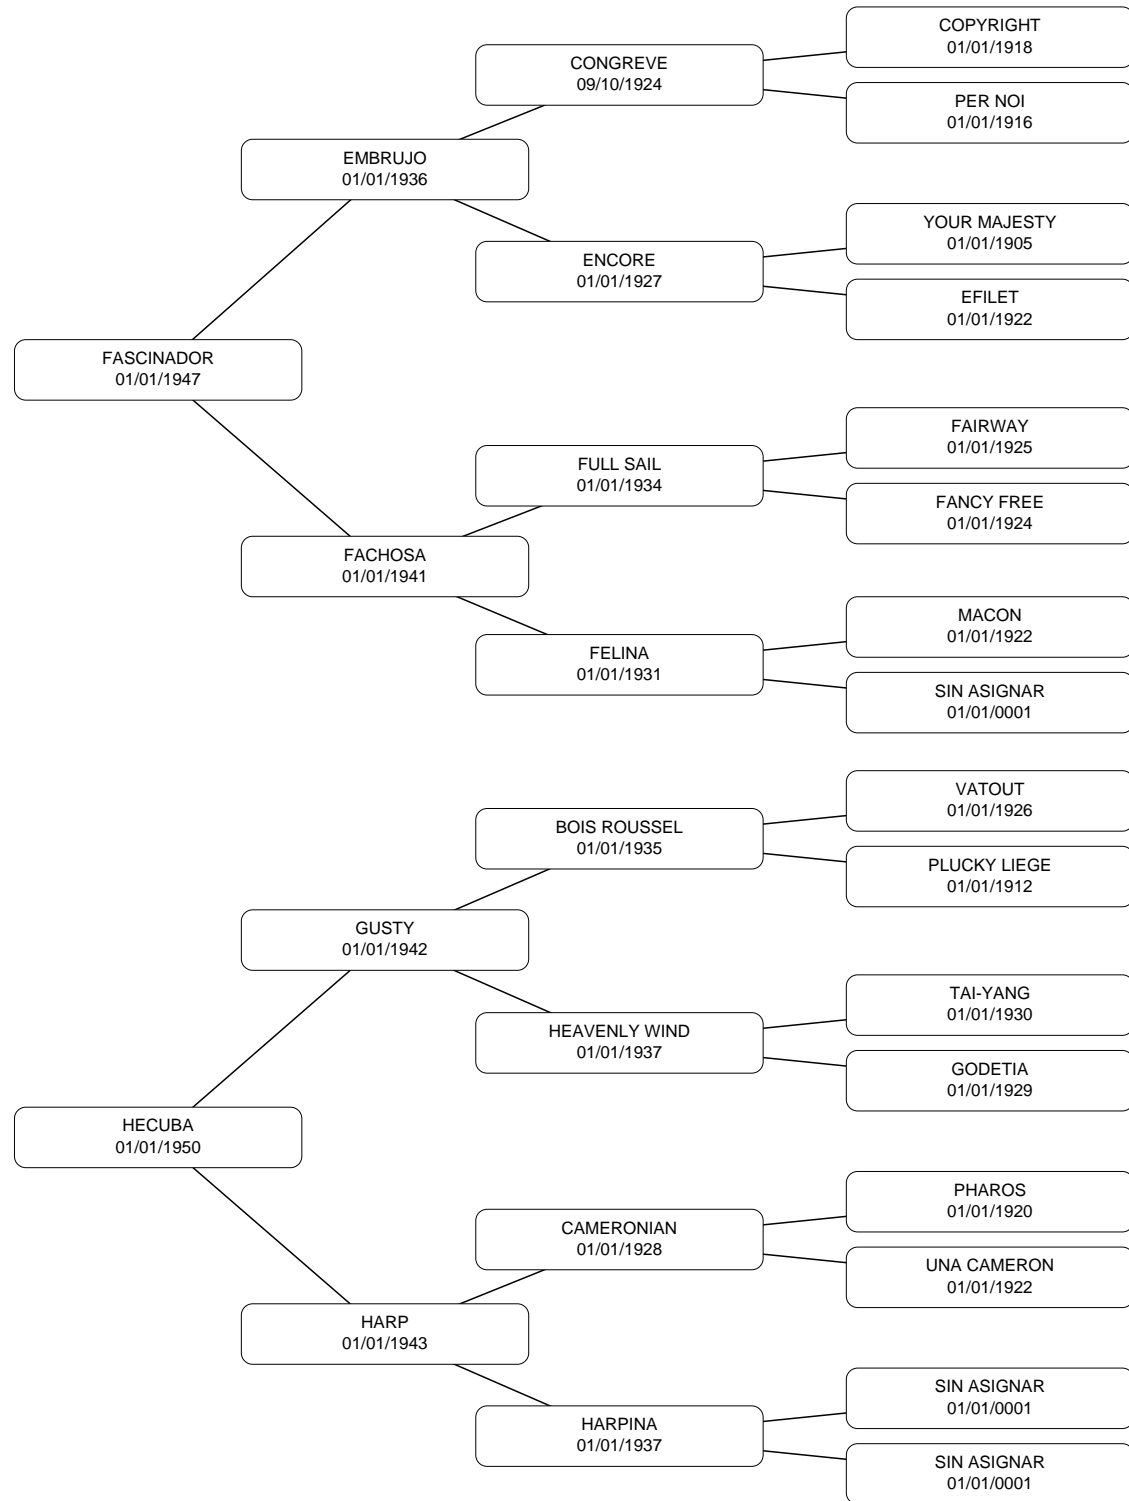 COPYRIGHT
01/01/1918
CONGREVE
09/10/1924
PER NOI
01/01/1916
EMBRUJO
01/01/1936
YOUR MAJESTY
01/01/1905
ENCORE
01/01/1927
EFILET
01/01/1922
FASCINADOR
01/01/1947
FAIRWAY
01/01/1925
FULL SAIL
01/01/1934
FANCY FREE
01/01/1924
FACHOSA
01/01/1941
MACON
01/01/1922
FELINA
01/01/1931
SIN ASIGNAR
01/01/0001
VATOUT
01/01/1926
BOIS ROUSSEL
01/01/1935
PLUCKY LIEGE
01/01/1912
GUSTY
01/01/1942
TAI-YANG
01/01/1930
HEAVENLY WIND
01/01/1937
GODETIA
01/01/1929
HECUBA
01/01/1950
PHAROS
01/01/1920
CAMERONIAN
01/01/1928
UNA CAMERON
01/01/1922
HARP
01/01/1943
SIN ASIGNAR
01/01/0001
HARPINA
01/01/1937
SIN ASIGNAR
01/01/0001